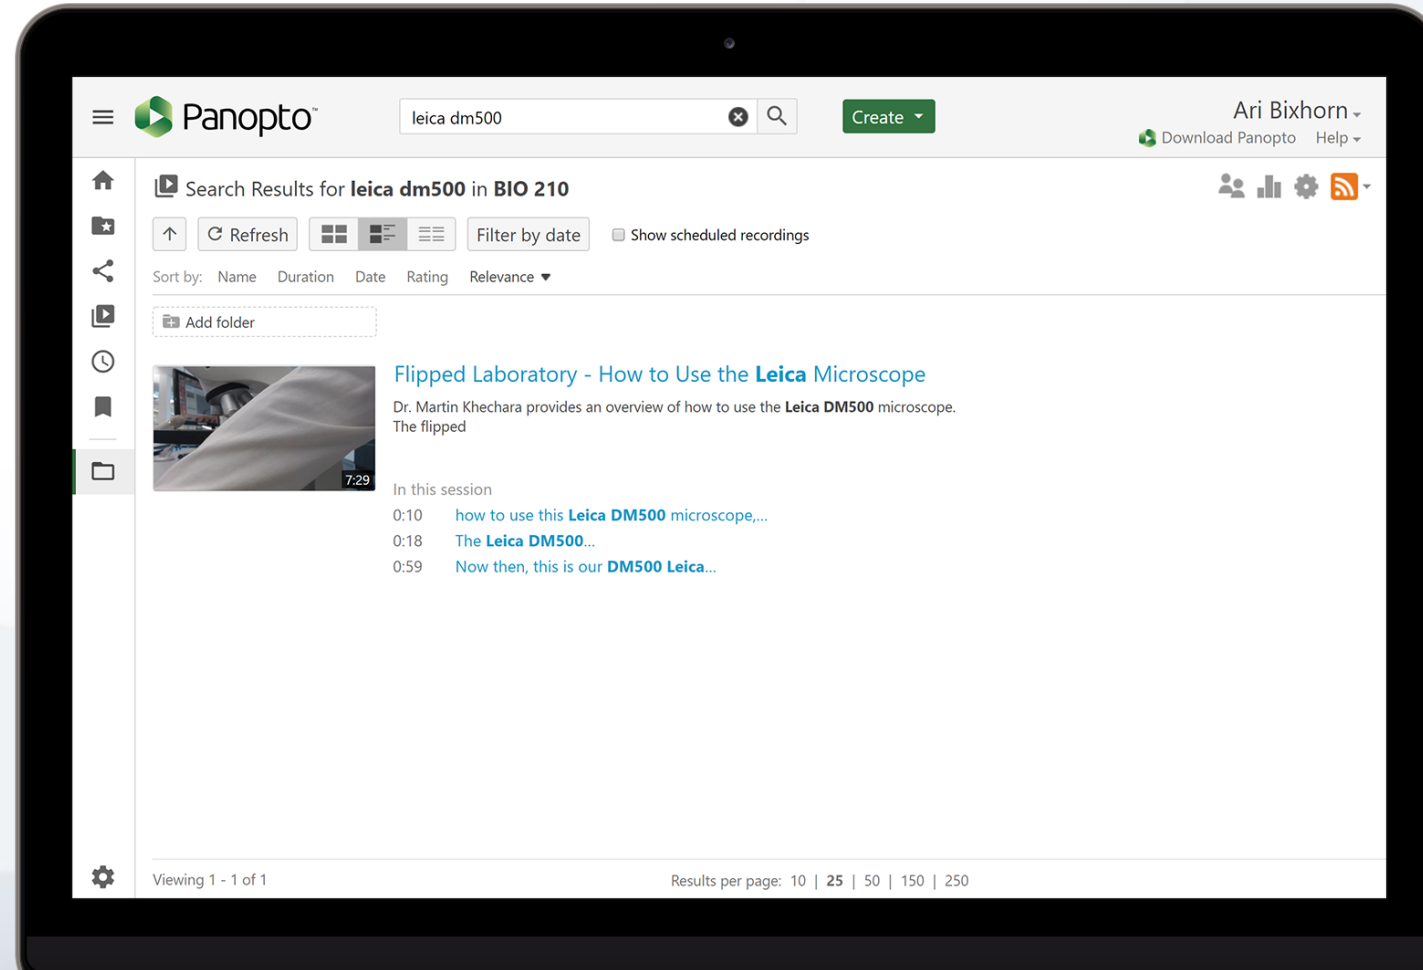 Panopto™
leica dm500
Create
Ari Bixhorn
Download Panopto Help
Search Results for leica dm500 in BIO 210
Refresh
Filter by date
Show scheduled recordings
Sort by: Name Duration Date Rating Relevance
Add folder
Flipped Laboratory - How to Use the Leica Microscope
Dr. Martin Khechara provides an overview of how to use the Leica DM500 microscope.
The flipped
7:29
In this session
0:10 how to use this Leica DM500 microscope,...
0:18 The Leica DM500...
0:59 Now then, this is our DM500 Leica...
Viewing 1 - 1 of 1
Results per page: 10 | 25 | 50 | 150 | 250